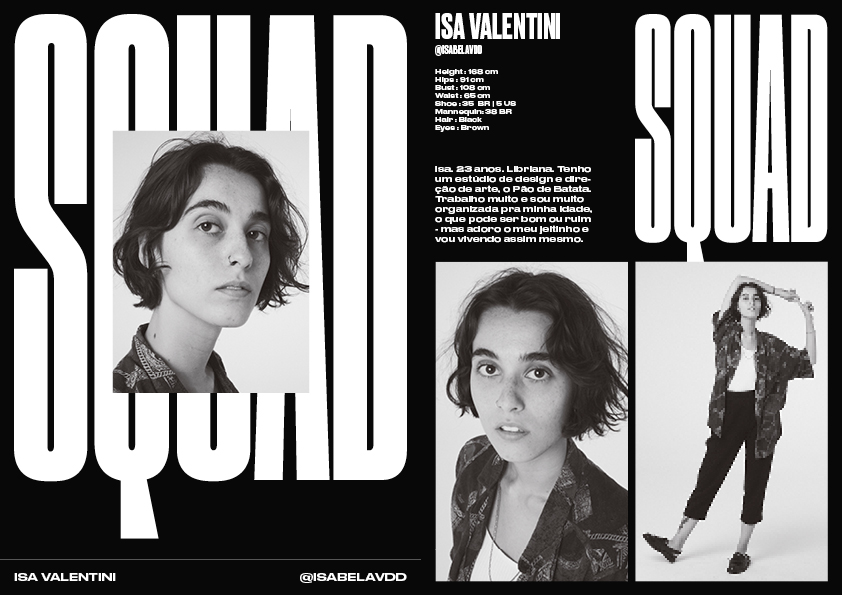 SQUAD
ISA VALENTINI
@ISABELAVDD
ISA VALENTINI
@ISABELAVDD
Height: 168 cm
Hips : 91 cm
Bust : 108 cm
Waist : 65 cm
Shoe : 35 BR | 5 US
Mannequin: 38 BR
Hair : Black
Eyes : Brown
Isa. 23 anos. Libriana. Tenho
um estúdio de design e dire-
ção de arte, o Pão de Batata.
Trabalho muito e sou muito
organizada pra minha idade,
o que pode ser bom ou ruim
- mas adoro o meu jeitinho e
vou vivendo assim mesmo.
SQUAD